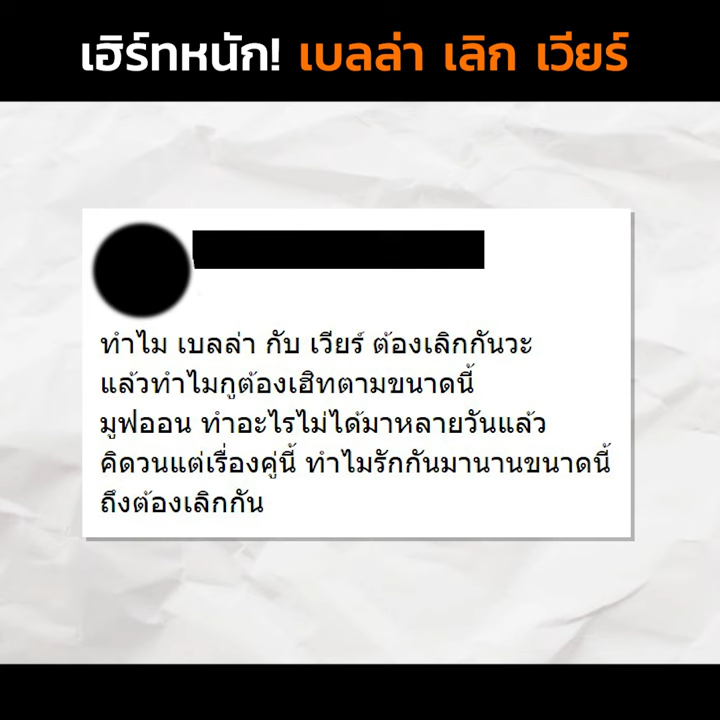 เฮิร์ทหนัก! เบลล่า เลิก เวียร์
ทำไม เบลล่า กับ เวียร์ ต้องเลิกกันวะ
แล้วทำไมกูต้องเฮิทตามขนาดนี้
มูฟออน ทำอะไรไม่ได้มาหลายวันแล้ว
คิดวนแต่เรื่องคู่นี้ ทำไมรักกันมานานขนาดนี้
ถึงต้องเลิกกัน